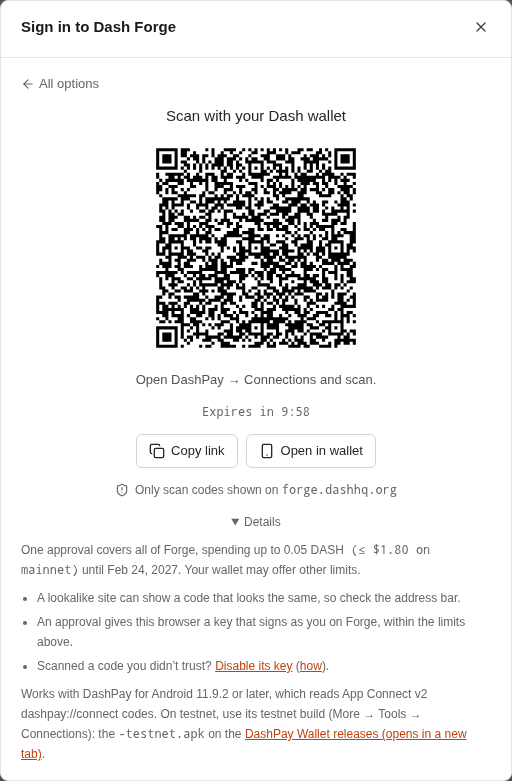 Sign in to Dash Forge
← All options
Scan with your Dash wallet
Open DashPay → Connections and scan.
Expires in 9:58
Copy link
Open in wallet
Only scan codes shown on forge.dashhq.org
▼ Details
One approval covers all of Forge, spending up to 0.05 DASH (≤ $1.80 on
mainnet) until Feb 24, 2027. Your wallet may offer other limits.
• A lookalike site can show a code that looks the same, so check the address bar.
• An approval gives this browser a key that signs as you on Forge, within the limits
above.
• Scanned a code you didn’t trust? Disable its key (how).
Works with DashPay for Android 11.9.2 or later, which reads App Connect v2
dashpay://connect codes. On testnet, use its testnet build (More → Tools →
Connections): the -testnet.apk on the DashPay Wallet releases (opens in a new
tab).